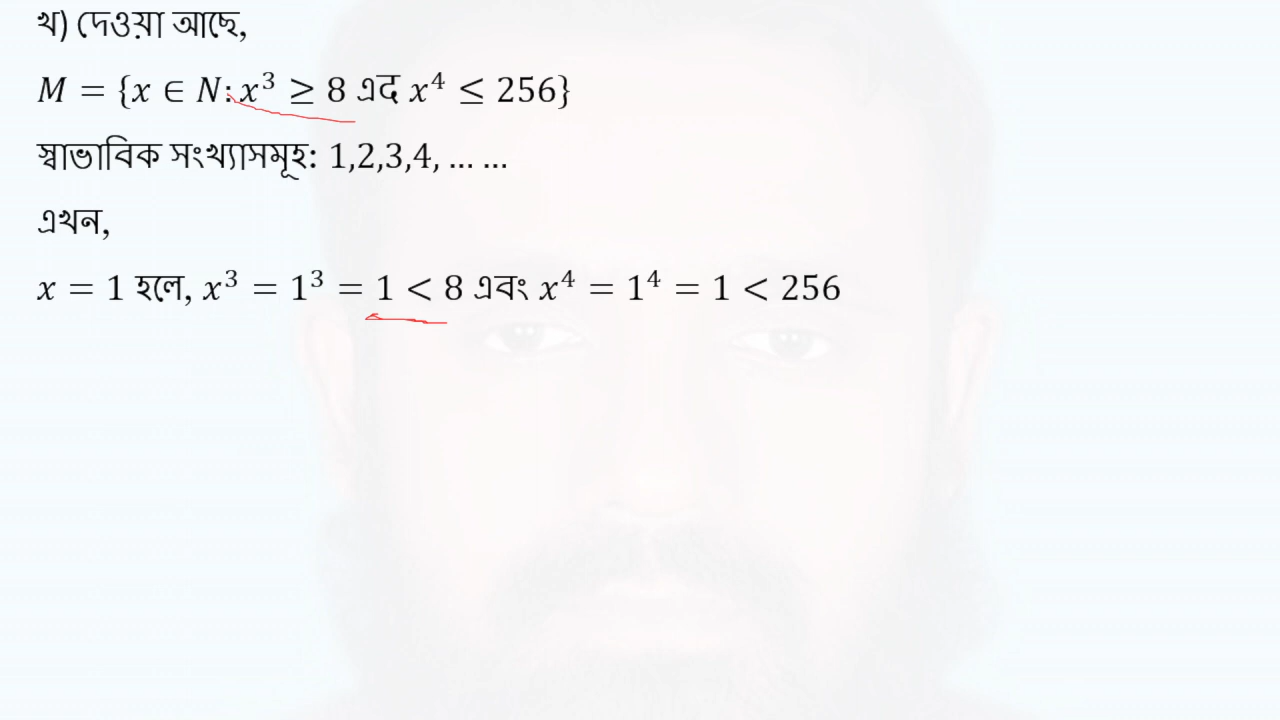 খ) দেওয়া আছে,
M = {x ∈ N: x³ ≥ 8 এদ x⁴ ≤ 256}
স্বাভাবিক সংখ্যাসমূহ: 1,2,3,4, ... ...
এখন,
x = 1 হলে, x³ = 1³ = 1 < 8 এবং x⁴ = 1⁴ = 1 < 256